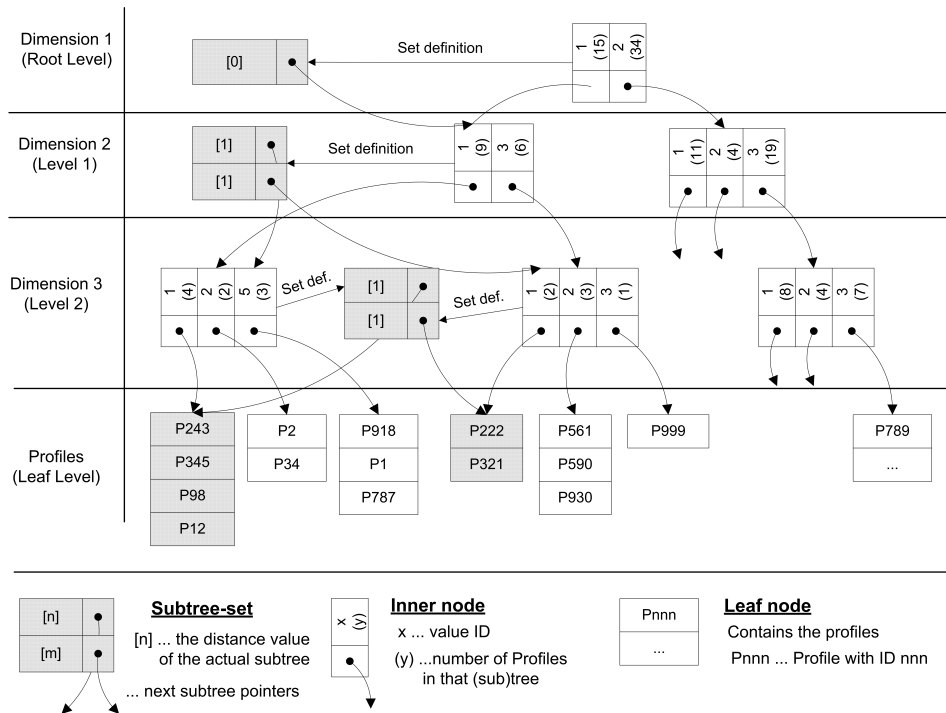 Dimension 1
(Root Level)
[0]
Set definition
1
(15)
2
(34)
Dimension 2
(Level 1)
[1]
[1]
Set definition
1
(9)
3
(6)
1
(11)
2
(4)
3
(19)
Dimension 3
(Level 2)
1
(4)
2
(2)
5
(3)
Set def.
[1]
[1]
Set def.
1
(2)
2
(3)
3
(1)
1
(8)
2
(4)
3
(7)
Profiles
(Leaf Level)
P243
P345
P98
P12
P2
P34
P918
P1
P787
P222
P321
P561
P590
P930
P999
P789
...
[n]
[m]
Subtree-set
[n] ... the distance value
of the actual subtree
... next subtree pointers
x
(y)
Inner node
x ... value ID
(y) ...number of Profiles
in that (sub)tree
Pnnn
...
Leaf node
Contains the profiles
Pnnn ... Profile with ID nnn